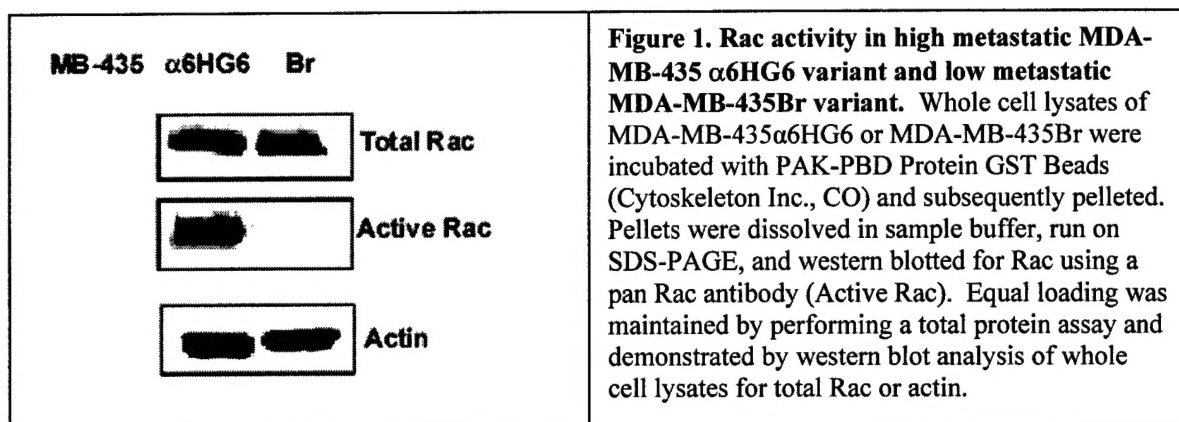 MB-435 α6HG6 Br
Total Rac
Active Rac
Actin
Figure 1. Rac activity in high metastatic MDA-
MB-435 α6HG6 variant and low metastatic
MDA-MB-435Br variant. Whole cell lysates of
MDA-MB-435α6HG6 or MDA-MB-435Br were
incubated with PAK-PBD Protein GST Beads
(Cytoskeleton Inc., CO) and subsequently pelleted.
Pellets were dissolved in sample buffer, run on
SDS-PAGE, and western blotted for Rac using a
pan Rac antibody (Active Rac). Equal loading was
maintained by performing a total protein assay and
demonstrated by western blot analysis of whole
cell lysates for total Rac or actin.